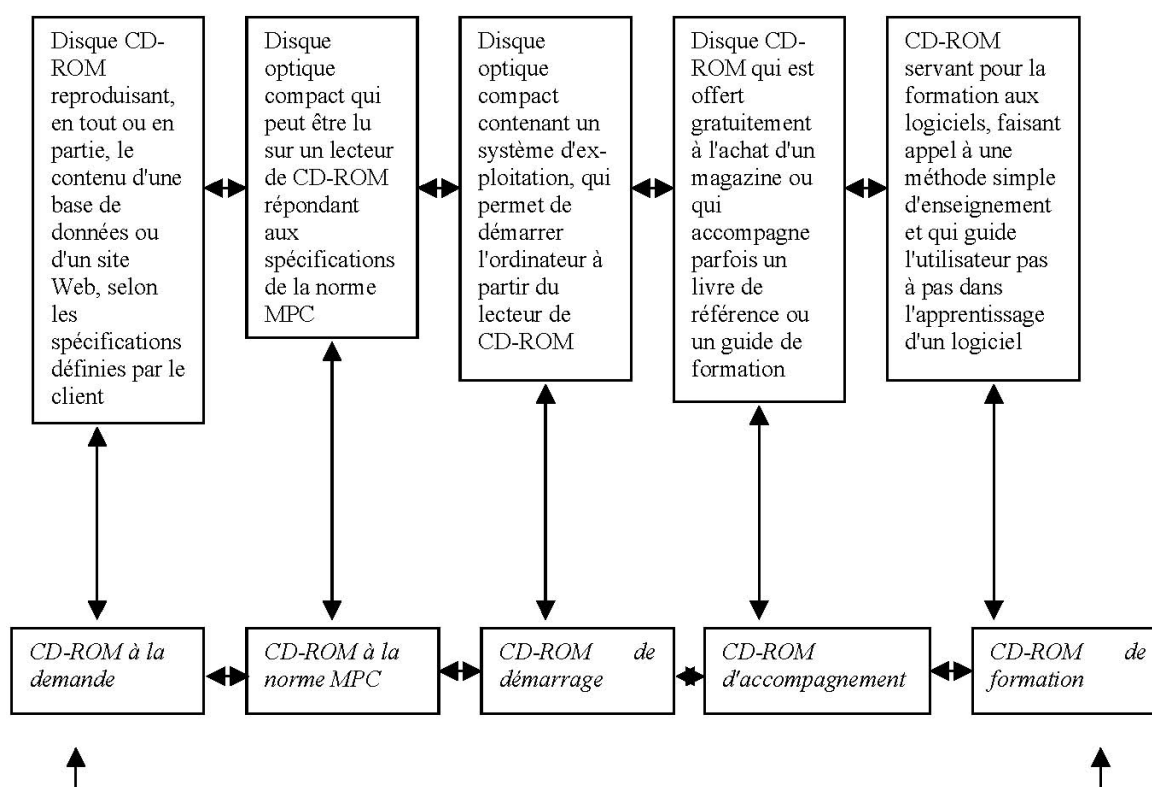 Disque CD-
ROM
reproduisant,
en tout ou en
partie, le
contenu d'une
base de
données ou
d'un site
Web, selon
les
spécifications
définies par le
client
Disque
optique
compact qui
peut être lu
sur un lecteur
de CD-ROM
répondant
aux
spécifications
de la norme
MPC
Disque
optique
compact
contenant un
système d'ex-
ploitation, qui
permet de
démarrer
l'ordinateur à
partir du
lecteur de
CD-ROM
Disque CD-
ROM qui est
offert
gratuitement
à l'achat d'un
magazine ou
qui
accompagne
parfois un
livre de
référence ou
un guide de
formation
CD-ROM
servant pour la
formation aux
logiciels, faisant
appel à une
méthode simple
d'enseignement
et qui guide
l'utilisateur pas
à pas dans
l'apprentissage
d'un logiciel
CD-ROM à la
demande
CD-ROM à la
norme MPC
CD-ROM de
démarrage
CD-ROM
d'accompagnement
CD-ROM de
formation